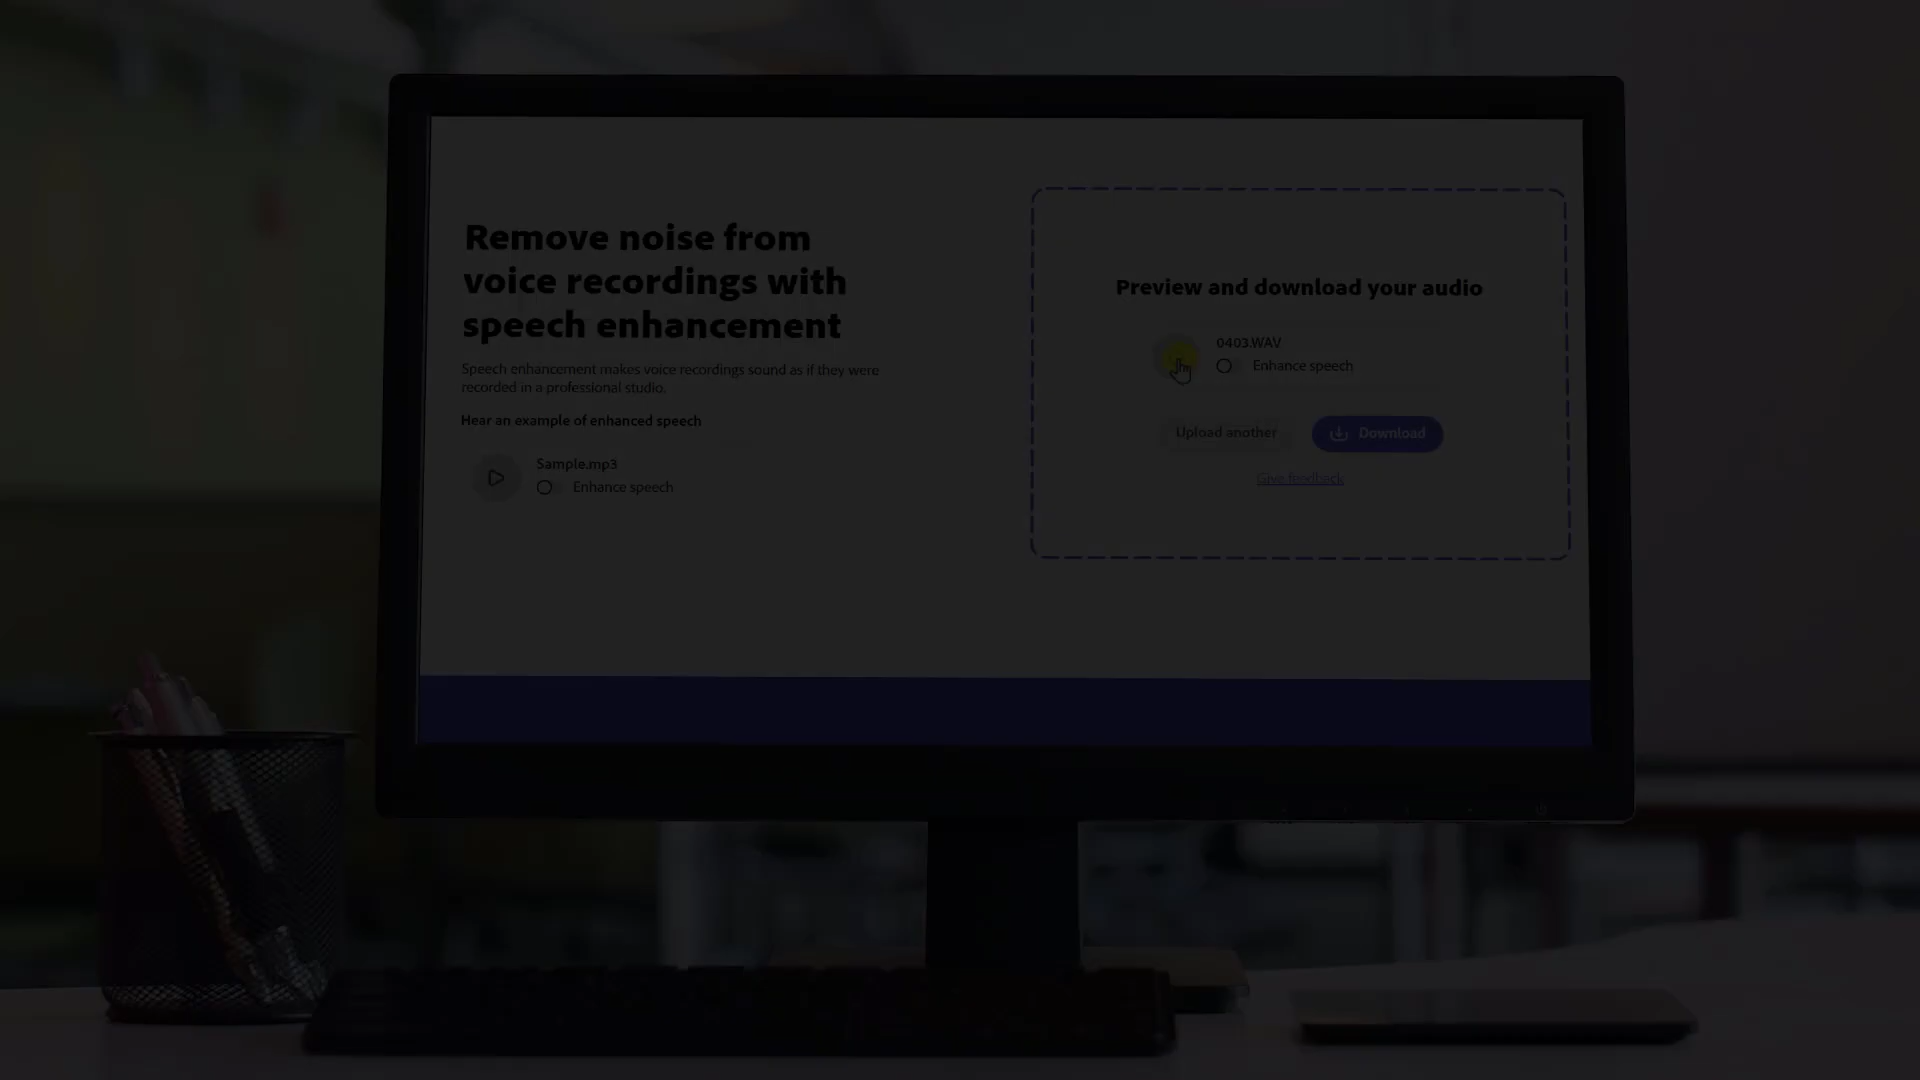 Remove noise from
voice recordings with
speech enhancement
Speech enhancement makes voice recordings sound as if they were
recorded in a professional studio.
Hear an example of enhanced speech
Sample.mp3
Enhance speech
Preview and download your audio
0403.WAV
Enhance speech
Upload another
Download
Give feedback